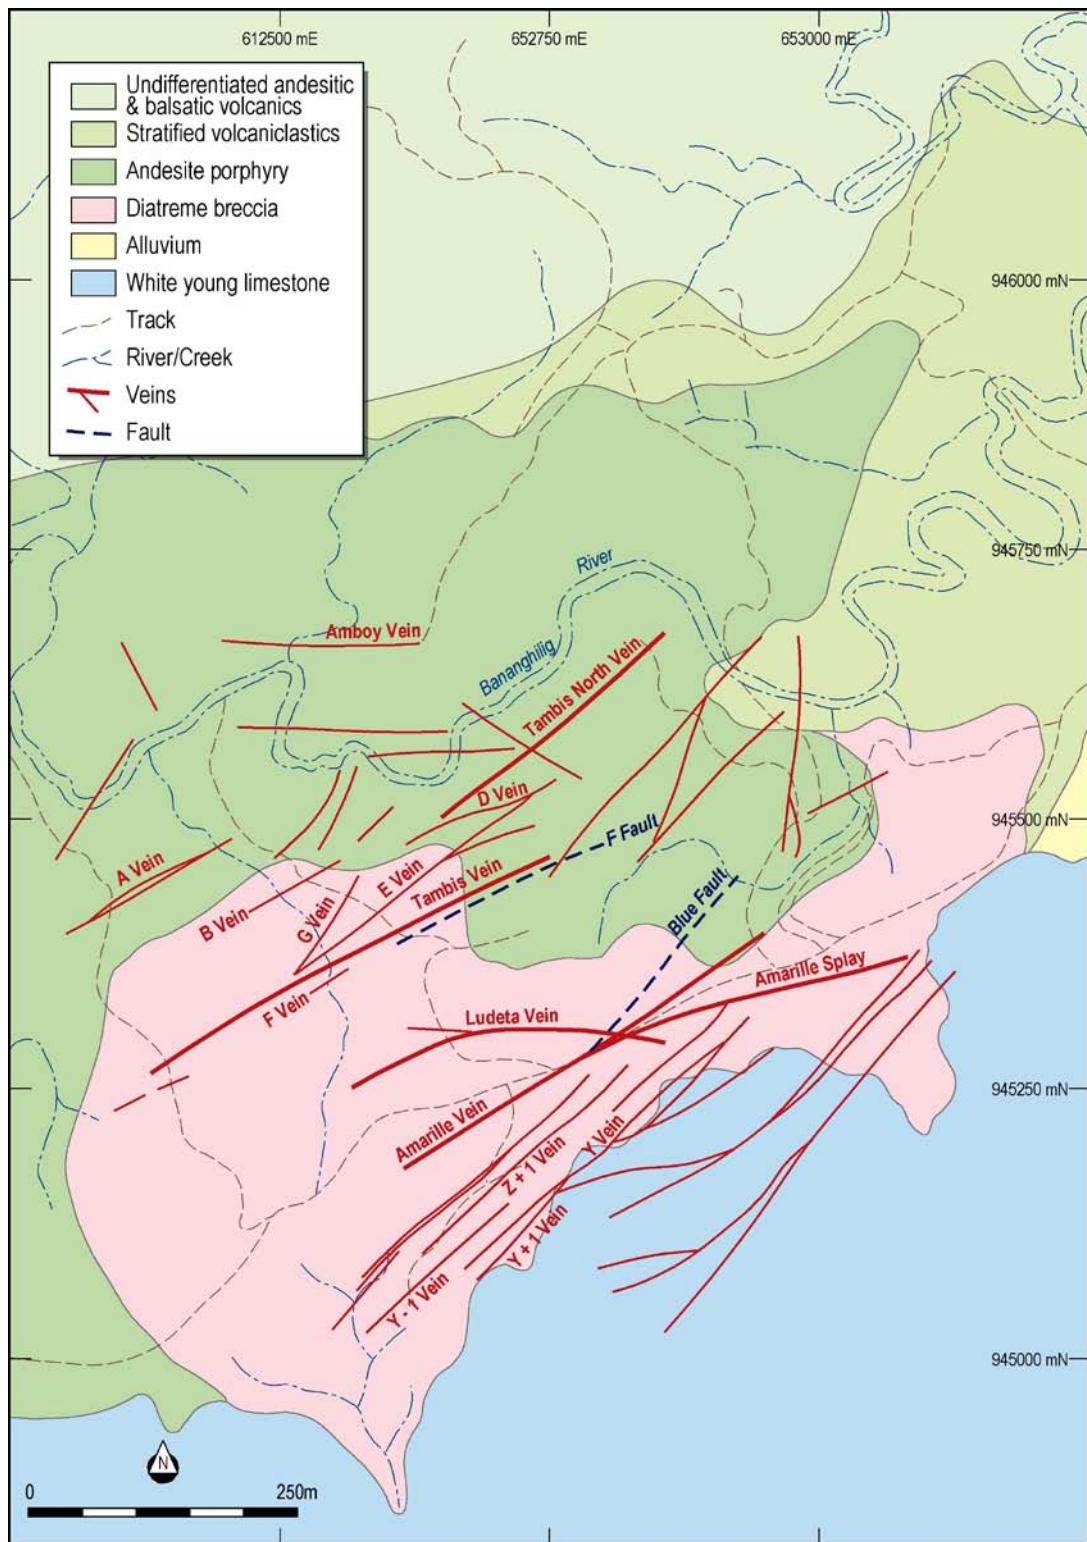 612500 mE
652750 mE
653000 mE
Undifferentiated andesitic
& balsatic volcanics
Stratified volcaniclastics
Andesite porphyry
Diatreme breccia
Alluvium
White young limestone
Track
River/Creek
Veins
Fault
946000 mN
945750 mN
River
Bananghilig
Amboy Vein
Tambis North Vein
D Vein
945500 mN
F Fault
A Vein
E Vein
Tambis Vein
B Vein
G Vein
Blue Fault
F Vein
Amarille Splay
Ludeta Vein
945250 mN
Amarille Vein
Z + 1 Vein
Y Vein
Y + 1 Vein
Y - 1 Vein
945000 mN
N
0 250m